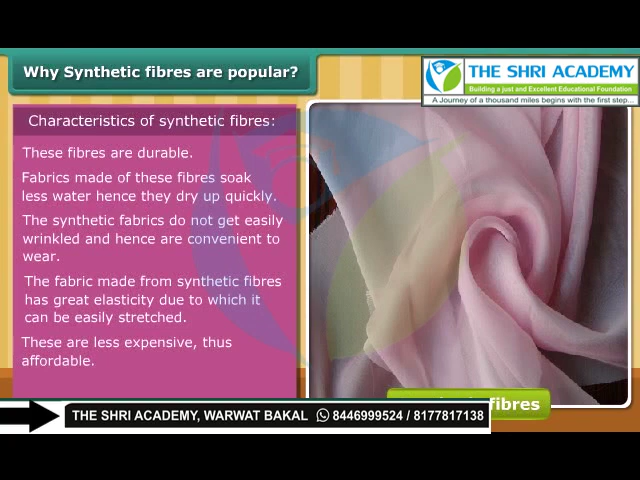 Why Synthetic fibres are popular?
THE SHRI ACADEMY
Building a just and Excellent Educational Foundation
A Journey of a thousand miles begins with the first step...
Characteristics of synthetic fibres:
These fibres are durable.
Fabrics made of these fibres soak
less water hence they dry up quickly.
The synthetic fabrics do not get easily
wrinkled and hence are convenient to
wear.
The fabric made from synthetic fibres
has great elasticity due to which it
can be easily stretched.
These are less expensive, thus
affordable.
fibres
THE SHRI ACADEMY, WARWAT BAKAL 8446999524 / 8177817138